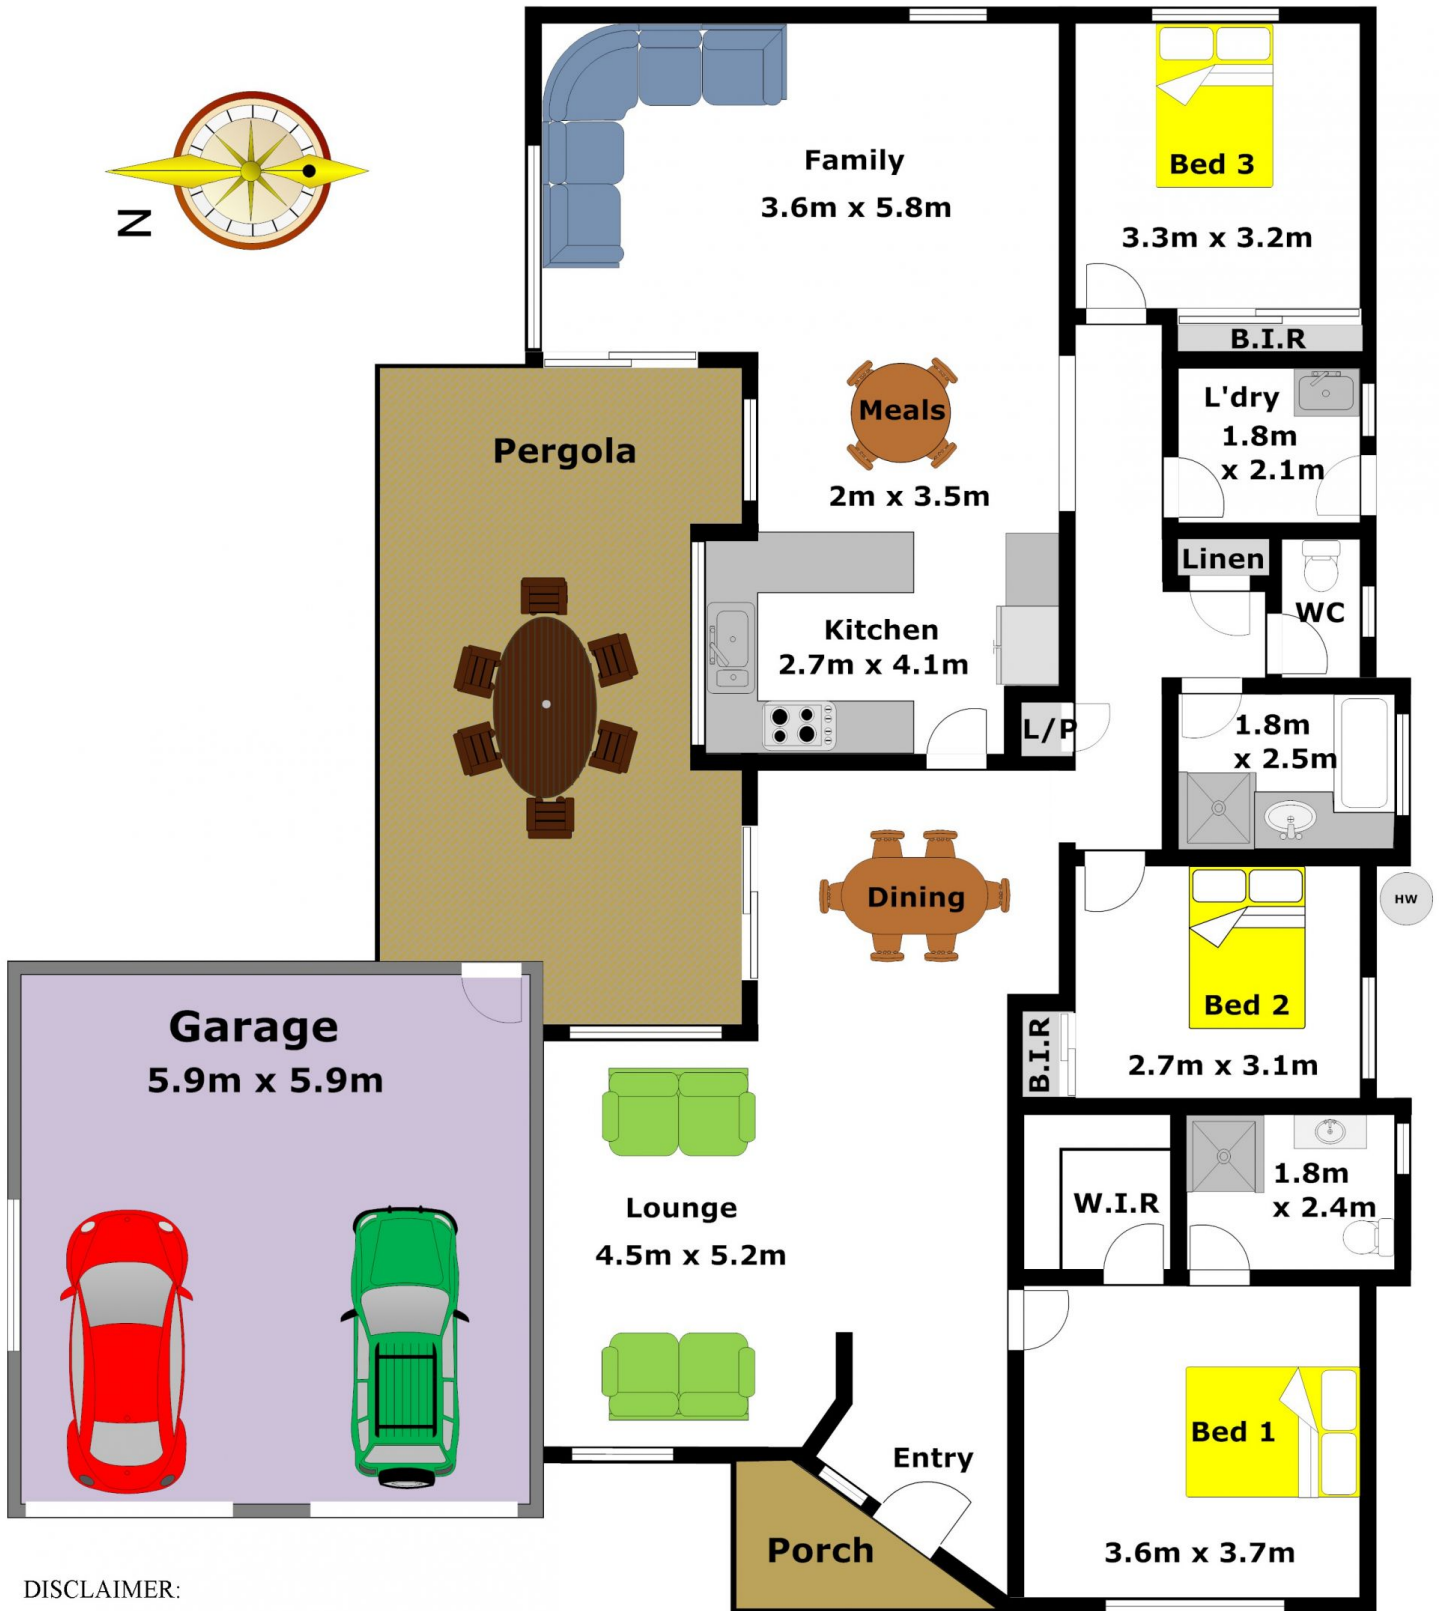 N
Family
3.6m x 5.8m
Bed 3
3.3m x 3.2m
B.I.R
Pergola
Meals
2m x 3.5m
L'dry
1.8m
x 2.1m
Linen
WC
Kitchen
2.7m x 4.1m
L/P
1.8m
x 2.5m
Dining
HW
Bed 2
2.7m x 3.1m
B.I.R
Garage
5.9m x 5.9m
Lounge
4.5m x 5.2m
W.I.R
1.8m
x 2.4m
Entry
Bed 1
3.6m x 3.7m
Porch
DISCLAIMER: